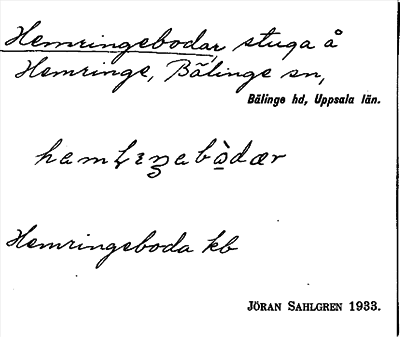 Hemringebodar, stuga å
Hemringe, Bälinge sn,
Bälinge hd, Uppsala län.
Hemringeboda kb
JÖRAN SAHLGREN 1933.